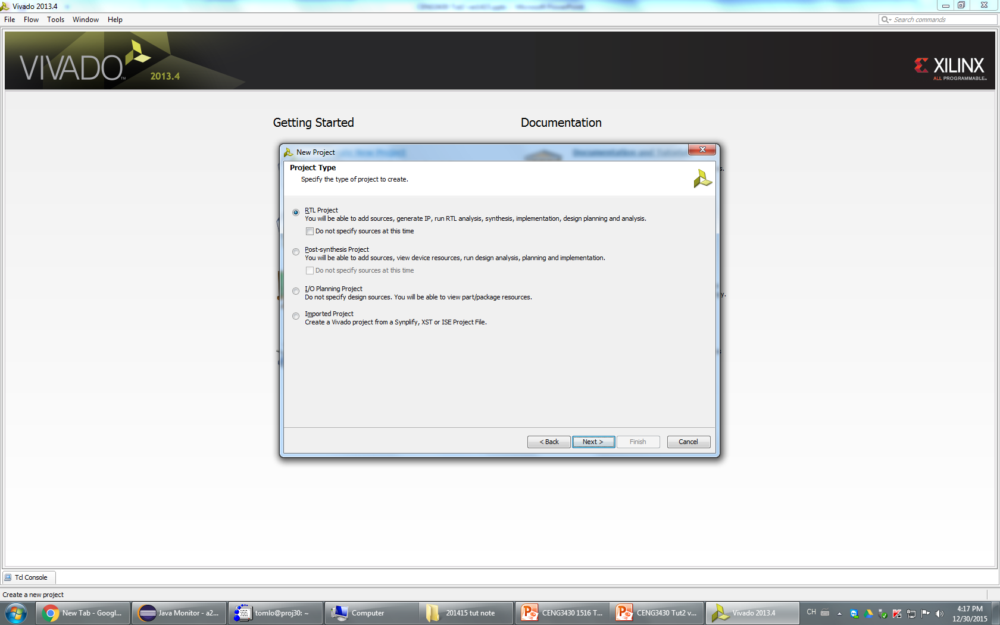 Vivado 2013.4
File Flow Tools Window Help
Search commands
VIVADO™
2013.4
XILINX
ALL PROGRAMMABLE™
Getting Started
Documentation
New Project
Project Type
Specify the type of project to create.
RTL Project
You will be able to add sources, generate IP, run RTL analysis, synthesis, implementation, design planning and analysis.
Do not specify sources at this time
Post-synthesis Project
You will be able to add sources, view device resources, run design analysis, planning and implementation.
Do not specify sources at this time
I/O Planning Project
Do not specify design sources. You will be able to view part/package resources.
Imported Project
Create a Vivado project from a Synplify, XST or ISE Project File.
< Back Next > Finish Cancel
Tcl Console
Create a new project
New Tab - Googl...
Java Monitor - a2...
tomlo@proj30: ~
Computer
201415 tut note
CENG3430 1516 T...
CENG3430 Tut2 v...
Vivado 2013.4
CH
4:17 PM
12/30/2015